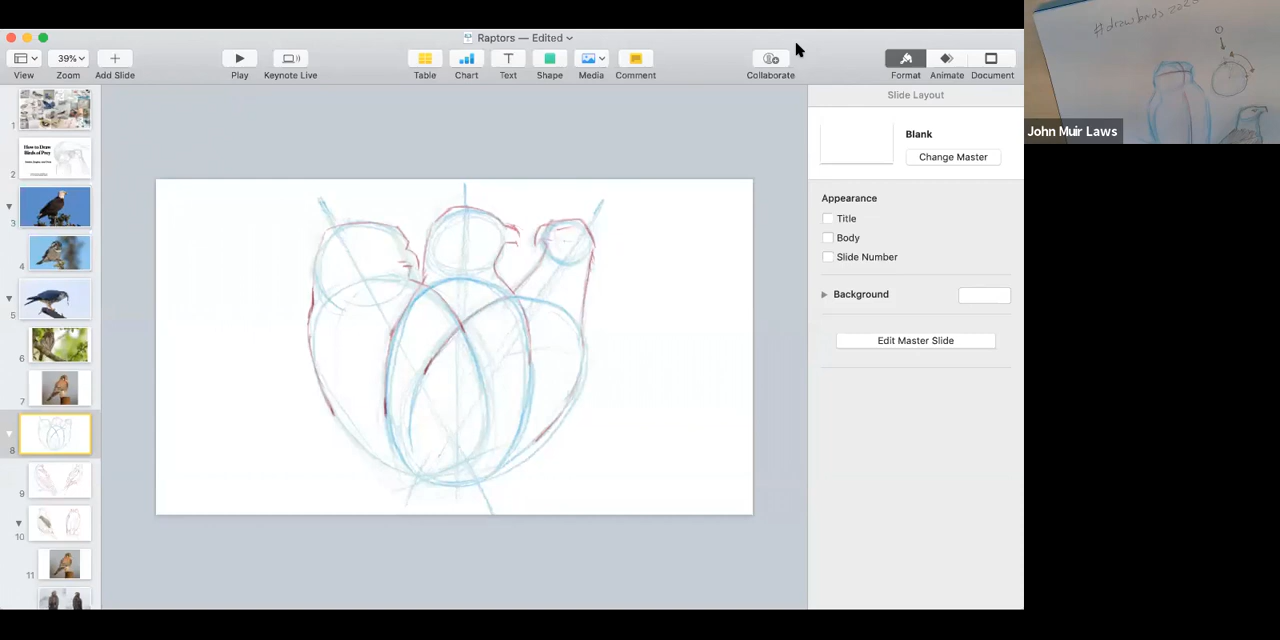 Raptors — Edited
View
39%
Zoom
Add Slide
Play
Keynote Live
Table
Chart
Text
Shape
Media
Comment
Collaborate
Format
Animate
Document
Slide Layout
Blank
Change Master
Appearance
Title
Body
Slide Number
Background
Edit Master Slide
1
How to Draw
Birds of Prey
2
3
4
5
6
7
8
9
10
11
John Muir Laws